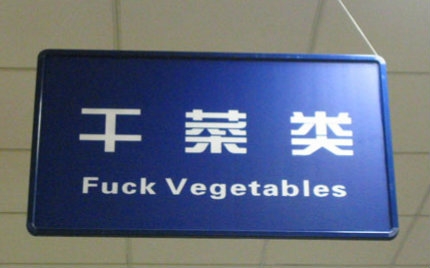 干菜类
Fuck Vegetables